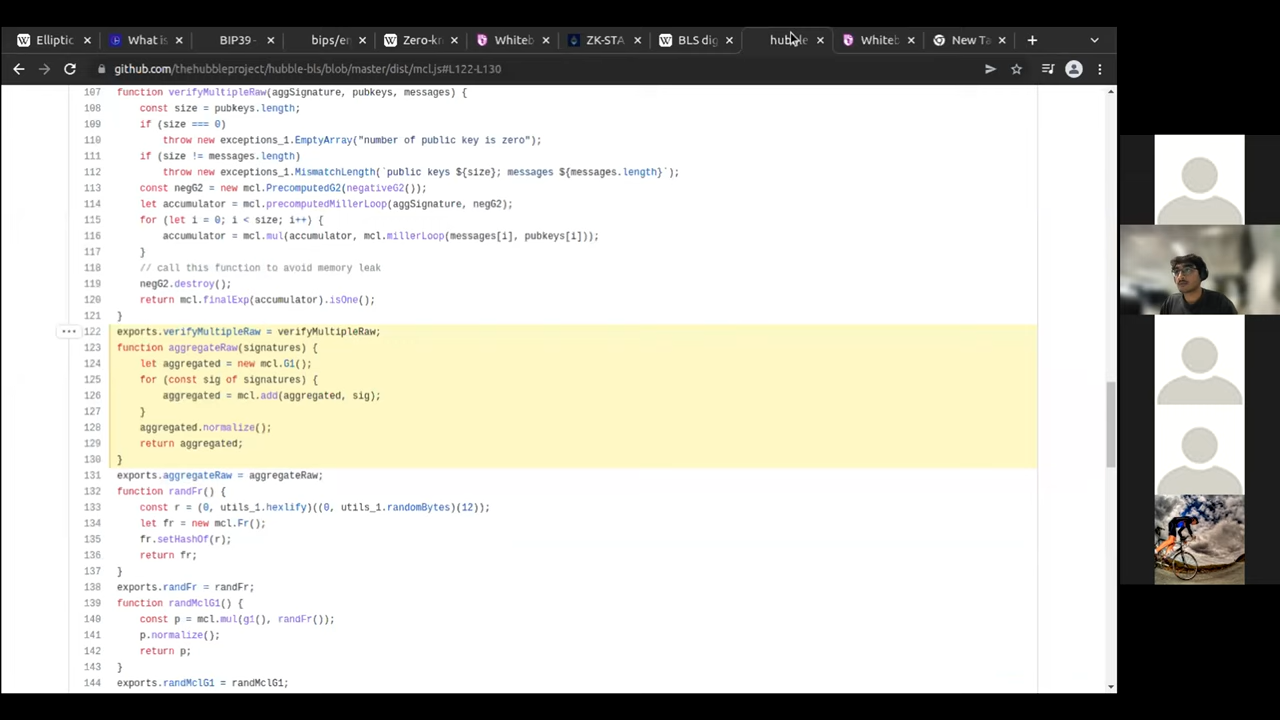 Elliptic
What is
BIP39 -
bips/en
Zero-kn
Whiteb
ZK-STA
BLS dig
hubble
Whiteb
New Ta
github.com/thehubbleproject/hubble-bls/blob/master/dist/mcl.js#L122-L130
107 function verifyMultipleRaw(aggSignature, pubkeys, messages) {
108 const size = pubkeys.length;
109 if (size === 0)
110 throw new exceptions_1.EmptyArray("number of public key is zero");
111 if (size != messages.length)
112 throw new exceptions_1.MismatchLength(`public keys ${size}; messages ${messages.length}`);
113 const negG2 = new mcl.PrecomputedG2(negativeG2());
114 let accumulator = mcl.precomputedMillerLoop(aggSignature, negG2);
115 for (let i = 0; i < size; i++) {
116 accumulator = mcl.mul(accumulator, mcl.millerLoop(messages[i], pubkeys[i]));
117 }
118 // call this function to avoid memory leak
119 negG2.destroy();
120 return mcl.finalExp(accumulator).isOne();
121 }
122 exports.verifyMultipleRaw = verifyMultipleRaw;
123 function aggregateRaw(signatures) {
124 let aggregated = new mcl.G1();
125 for (const sig of signatures) {
126 aggregated = mcl.add(aggregated, sig);
127 }
128 aggregated.normalize();
129 return aggregated;
130 }
131 exports.aggregateRaw = aggregateRaw;
132 function randFr() {
133 const r = (0, utils_1.hexlify)((0, utils_1.randomBytes)(12));
134 let fr = new mcl.Fr();
135 fr.setHashOf(r);
136 return fr;
137 }
138 exports.randFr = randFr;
139 function randMclG1() {
140 const p = mcl.mul(g1(), randFr());
141 p.normalize();
142 return p;
143 }
144 exports.randMclG1 = randMclG1;